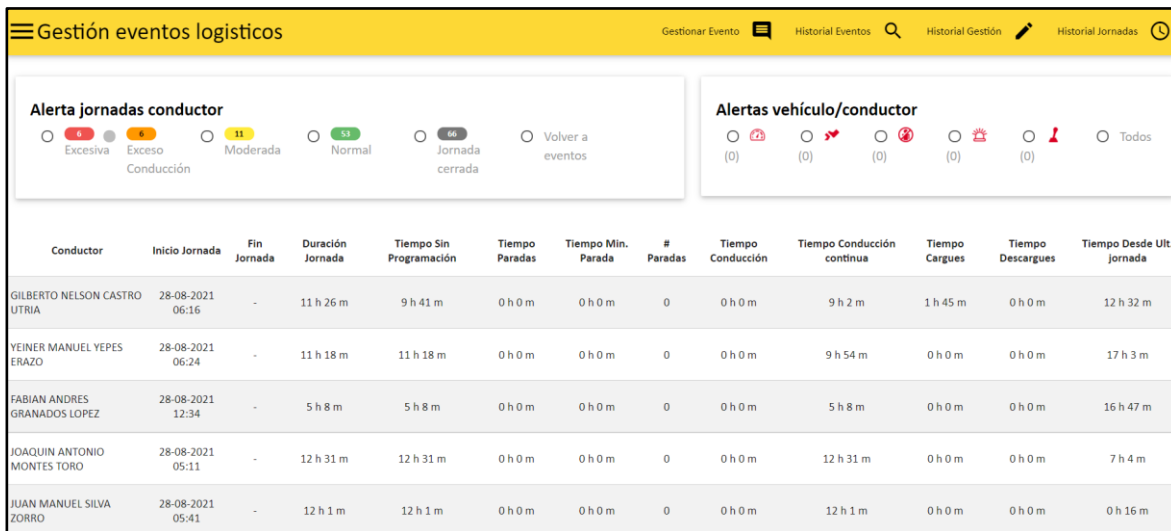 Gestión eventos logisticos
Gestionar Evento Historial Eventos Historial Gestión Historial Jornadas
Alerta jornadas conductor
6 6 11 53 66
Excesiva Exceso Conducción Moderada Normal Jornada cerrada Volver a eventos
Alertas vehículo/conductor
(0) (0) (0) (0) (0) Todos
Conductor Inicio Jornada Fin Jornada Duración Jornada Tiempo Sin Programación Tiempo Paradas Tiempo Min. Parada # Paradas Tiempo Conducción Tiempo Conducción continua Tiempo Cargues Tiempo Descargues Tiempo Desde Ult. jornada
GILBERTO NELSON CASTRO UTRIA 28-08-2021 06:16 - 11 h 26 m 9 h 41 m 0 h 0 m 0 h 0 m 0 0 h 0 m 9 h 2 m 1 h 45 m 0 h 0 m 12 h 32 m
YEINER MANUEL YEPES ERAZO 28-08-2021 06:24 - 11 h 18 m 11 h 18 m 0 h 0 m 0 h 0 m 0 0 h 0 m 9 h 54 m 0 h 0 m 0 h 0 m 17 h 3 m
FABIAN ANDRES GRANADOS LOPEZ 28-08-2021 12:34 - 5 h 8 m 5 h 8 m 0 h 0 m 0 h 0 m 0 0 h 0 m 5 h 8 m 0 h 0 m 0 h 0 m 16 h 47 m
JOAQUIN ANTONIO MONTES TORO 28-08-2021 05:11 - 12 h 31 m 12 h 31 m 0 h 0 m 0 h 0 m 0 0 h 0 m 12 h 31 m 0 h 0 m 0 h 0 m 7 h 4 m
JUAN MANUEL SILVA ZORRO 28-08-2021 05:41 - 12 h 1 m 12 h 1 m 0 h 0 m 0 h 0 m 0 0 h 0 m 12 h 1 m 0 h 0 m 0 h 0 m 0 h 16 m